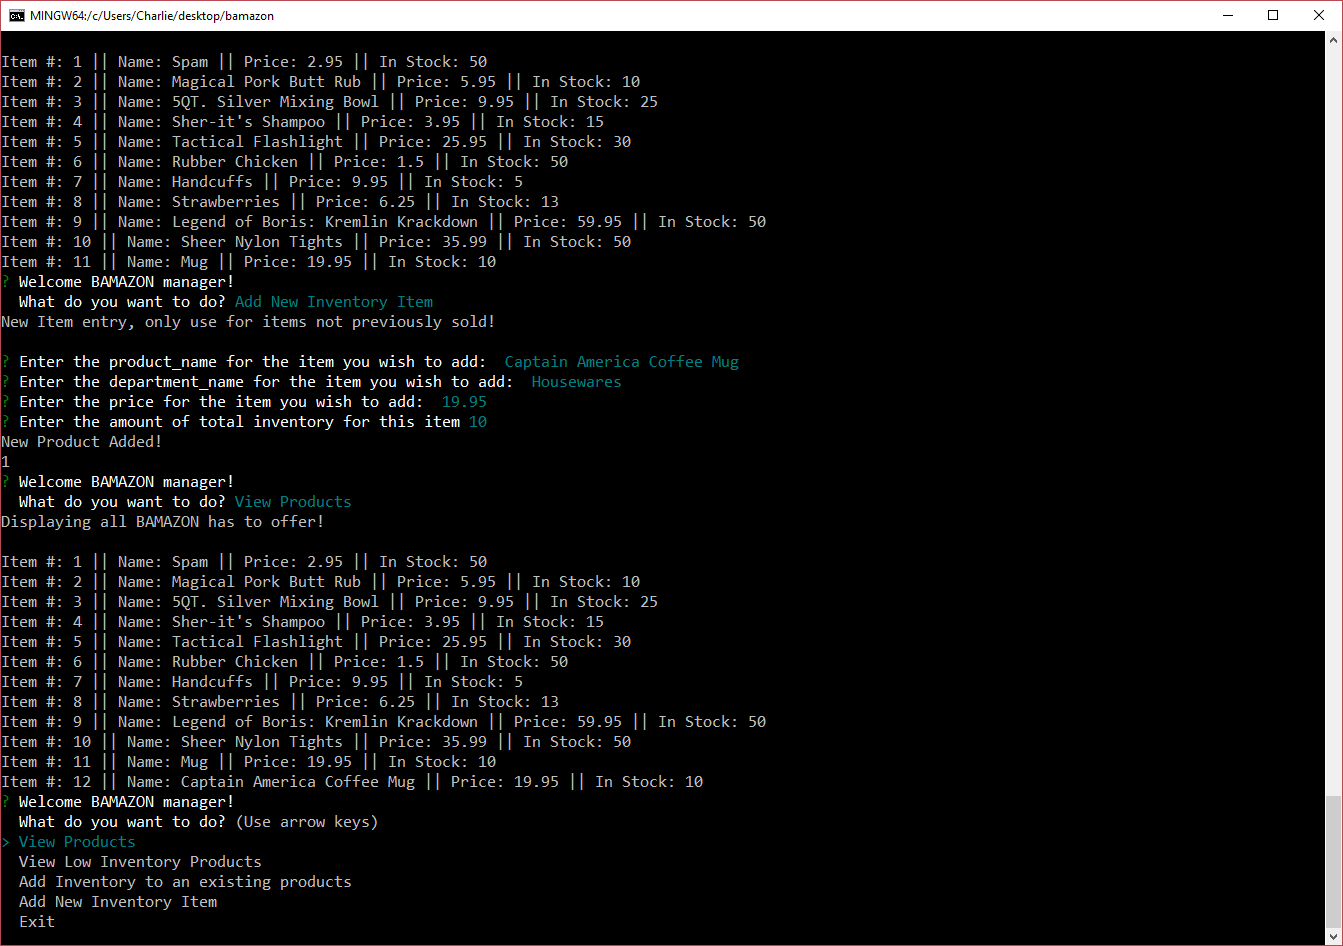 MINGW64:/c/Users/Charlie/desktop/bamazon
Item #: 1 || Name: Spam || Price: 2.95 || In Stock: 50
Item #: 2 || Name: Magical Pork Butt Rub || Price: 5.95 || In Stock: 10
Item #: 3 || Name: 5QT. Silver Mixing Bowl || Price: 9.95 || In Stock: 25
Item #: 4 || Name: Sher-it's Shampoo || Price: 3.95 || In Stock: 15
Item #: 5 || Name: Tactical Flashlight || Price: 25.95 || In Stock: 30
Item #: 6 || Name: Rubber Chicken || Price: 1.5 || In Stock: 50
Item #: 7 || Name: Handcuffs || Price: 9.95 || In Stock: 5
Item #: 8 || Name: Strawberries || Price: 6.25 || In Stock: 13
Item #: 9 || Name: Legend of Boris: Kremlin Krackdown || Price: 59.95 || In Stock: 50
Item #: 10 || Name: Sheer Nylon Tights || Price: 35.99 || In Stock: 50
Item #: 11 || Name: Mug || Price: 19.95 || In Stock: 10
? Welcome BAMAZON manager!
What do you want to do? Add New Inventory Item
New Item entry, only use for items not previously sold!
? Enter the product_name for the item you wish to add:  Captain America Coffee Mug
? Enter the department_name for the item you wish to add:  Housewares
? Enter the price for the item you wish to add:  19.95
? Enter the amount of total inventory for this item 10
New Product Added!
1
? Welcome BAMAZON manager!
What do you want to do? View Products
Displaying all BAMAZON has to offer!
Item #: 1 || Name: Spam || Price: 2.95 || In Stock: 50
Item #: 2 || Name: Magical Pork Butt Rub || Price: 5.95 || In Stock: 10
Item #: 3 || Name: 5QT. Silver Mixing Bowl || Price: 9.95 || In Stock: 25
Item #: 4 || Name: Sher-it's Shampoo || Price: 3.95 || In Stock: 15
Item #: 5 || Name: Tactical Flashlight || Price: 25.95 || In Stock: 30
Item #: 6 || Name: Rubber Chicken || Price: 1.5 || In Stock: 50
Item #: 7 || Name: Handcuffs || Price: 9.95 || In Stock: 5
Item #: 8 || Name: Strawberries || Price: 6.25 || In Stock: 13
Item #: 9 || Name: Legend of Boris: Kremlin Krackdown || Price: 59.95 || In Stock: 50
Item #: 10 || Name: Sheer Nylon Tights || Price: 35.99 || In Stock: 50
Item #: 11 || Name: Mug || Price: 19.95 || In Stock: 10
Item #: 12 || Name: Captain America Coffee Mug || Price: 19.95 || In Stock: 10
? Welcome BAMAZON manager!
What do you want to do? (Use arrow keys)
> View Products
View Low Inventory Products
Add Inventory to an existing products
Add New Inventory Item
Exit